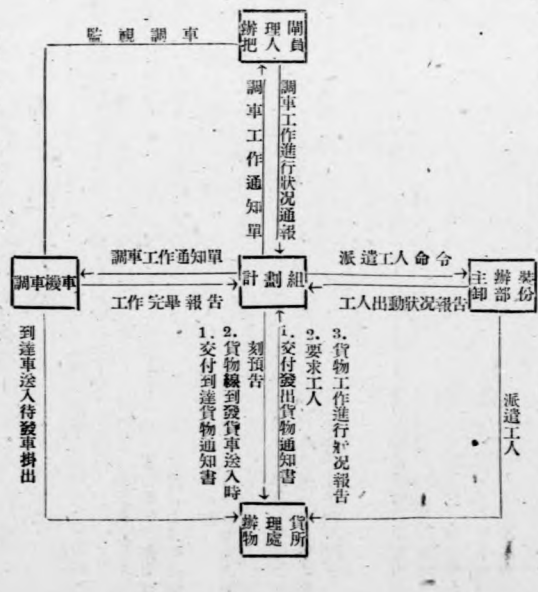 辦理閘
把人員
監視調車
調車工作通知單
調車工作進行狀况通報
調車機車
調車工作通知單
工作完畢報告
計劃組
派遣工人命令
工人出動狀况報告
主辦裝
卸部份
到達車送入待發車掛出
1.交付到達貨物通知書
2.貨物線到發貨車送入時
刻預告
1.交付發出貨物通知書
2.要求工人
3.貨物工作進行狀况報告
派遣工人
辦理貨
物處所